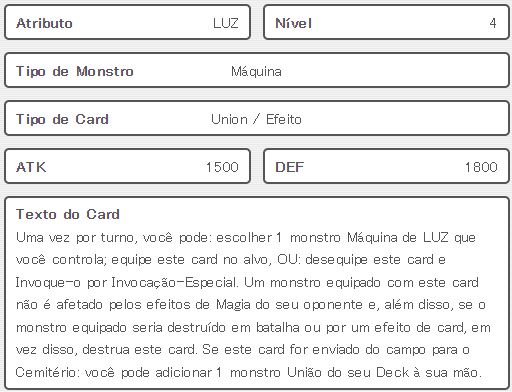 Atributo LUZ Nível 4
Tipo de Monstro Máquina
Tipo de Card Union / Efeito
ATK 1500 DEF 1800
Texto do Card
Uma vez por turno, você pode: escolher 1 monstro Máquina de LUZ que
você controla; equipe este card no alvo, OU: desequipe este card e
Invoque-o por Invocação-Especial. Um monstro equipado com este card
não é afetado pelos efeitos de Magia do seu oponente e, além disso, se o
monstro equipado seria destruído em batalha ou por um efeito de card, em
vez disso, destrua este card. Se este card for enviado do campo para o
Cemitério: você pode adicionar 1 monstro União do seu Deck à sua mão.